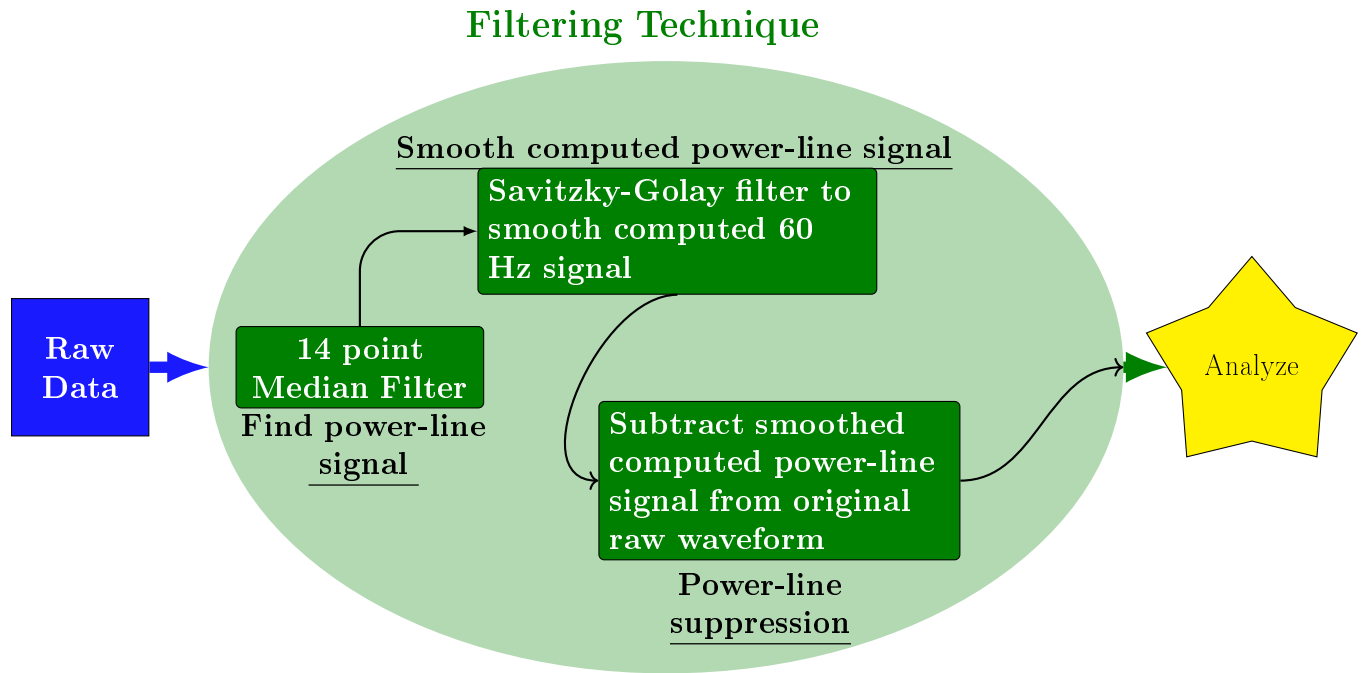 Filtering Technique
Smooth computed power-line signal
Savitzky-Golay filter to
smooth computed 60
Hz signal
Raw
Data
14 point
Median Filter
Find power-line
signal
Subtract smoothed
computed power-line
signal from original
raw waveform
Power-line
suppression
Analyze